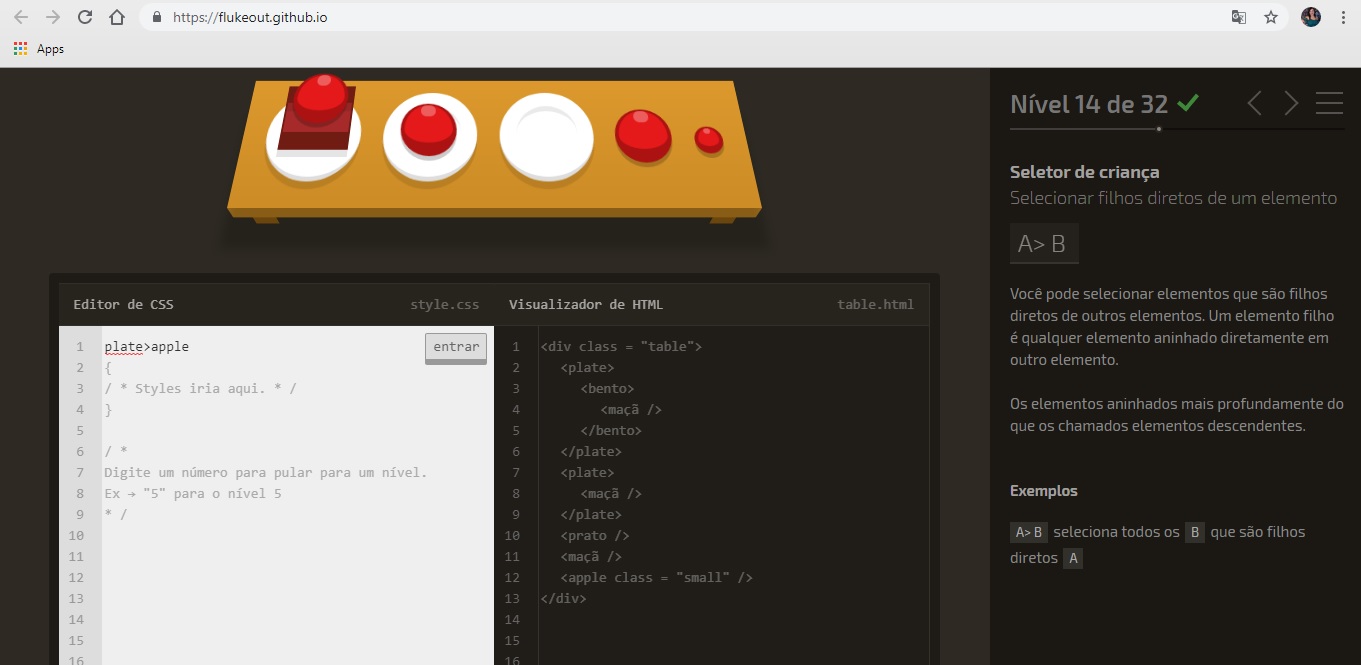 https://flukeout.github.io
Apps
Nível 14 de 32
Seletor de criança
Selecionar filhos diretos de um elemento
A> B
Você pode selecionar elementos que são filhos
diretos de outros elementos. Um elemento filho
é qualquer elemento aninhado diretamente em
outro elemento.
Os elementos aninhados mais profundamente do
que os chamados elementos descendentes.
Exemplos
A> B seleciona todos os B que são filhos
diretos A
Editor de CSS style.css
entrar
1 plate>apple
2 {
3 / * Styles iria aqui. * /
4 }
5
6 / *
7 Digite um número para pular para um nível.
8 Ex → "5" para o nível 5
9 * /
10
11
12
13
14
15
16
Visualizador de HTML table.html
1 <div class = "table">
2 <plate>
3 <bento>
4 <maçã />
5 </bento>
6 </plate>
7 <plate>
8 <maçã />
9 </plate>
10 <prato />
11 <maçã />
12 <apple class = "small" />
13 </div>
14
15
16